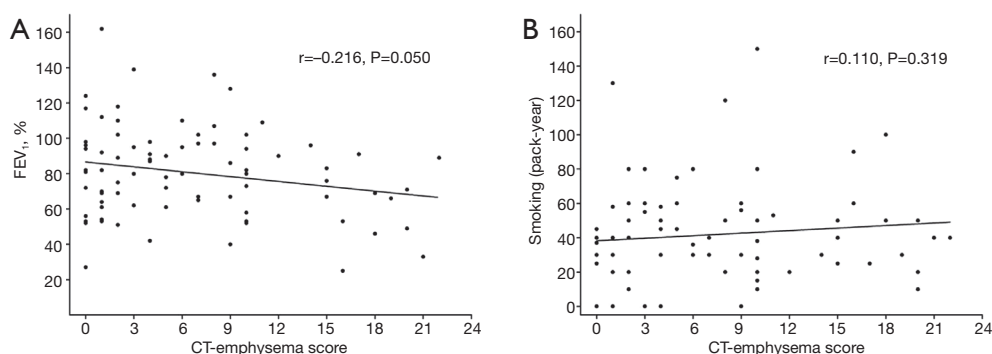 A
r=–0.216, P=0.050
FEV₁, %
160
140
120
100
80
60
40
20
0 3 6 9 12 15 18 21 24
CT-emphysema score
B
r=0.110, P=0.319
Smoking (pack-year)
160
140
120
100
80
60
40
20
0
0 3 6 9 12 15 18 21 24
CT-emphysema score